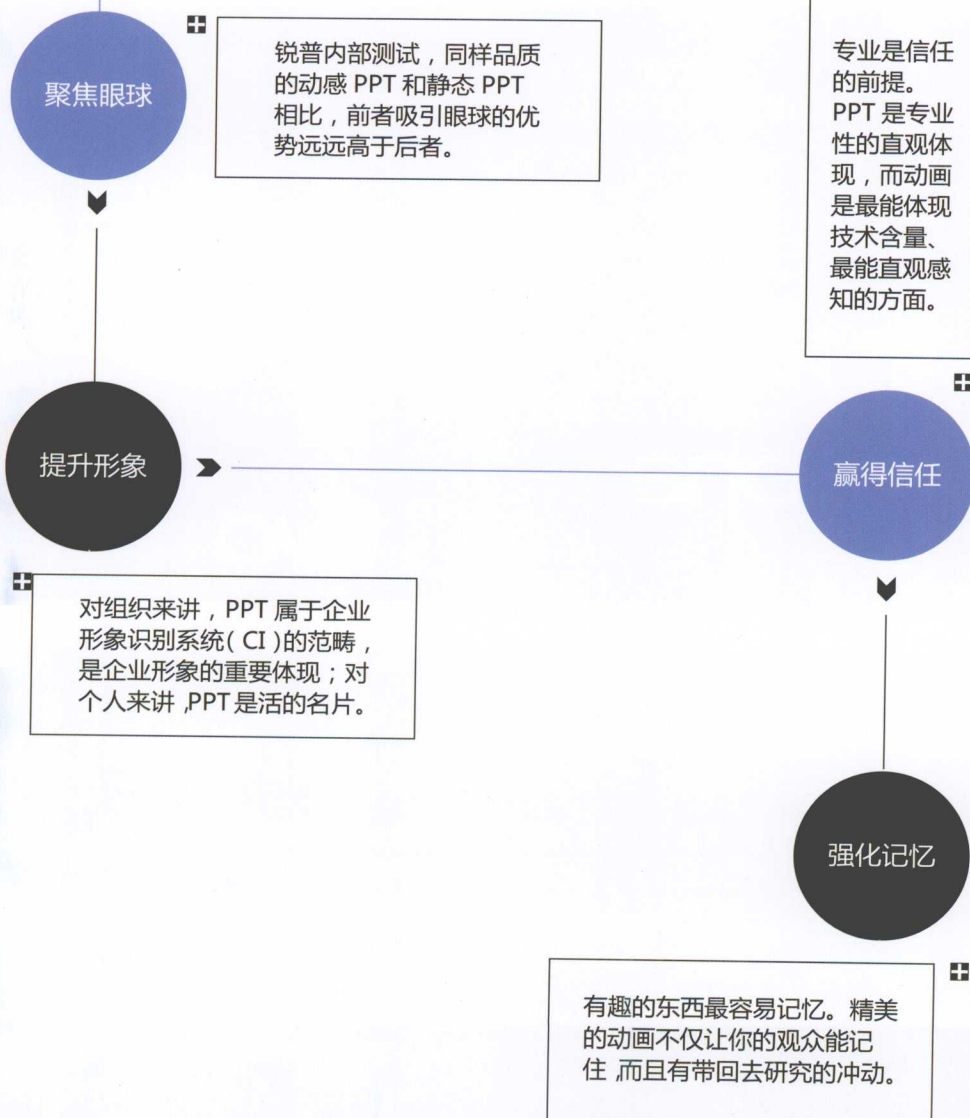 聚焦眼球
锐普内部测试，同样品质
的动感 PPT 和静态 PPT
相比，前者吸引眼球的优
势远远高于后者。
提升形象
对组织来讲，PPT 属于企业
形象识别系统( CI )的范畴，
是企业形象的重要体现；对
个人来讲 ,PPT 是活的名片。
专业是信任
的前提。
PPT 是专业
性的直观体
现，而动画
是最能体现
技术含量、
最能直观感
知的方面。
赢得信任
强化记忆
有趣的东西最容易记忆。精美
的动画不仅让你的观众能记
住 ,而且有带回去研究的冲动。